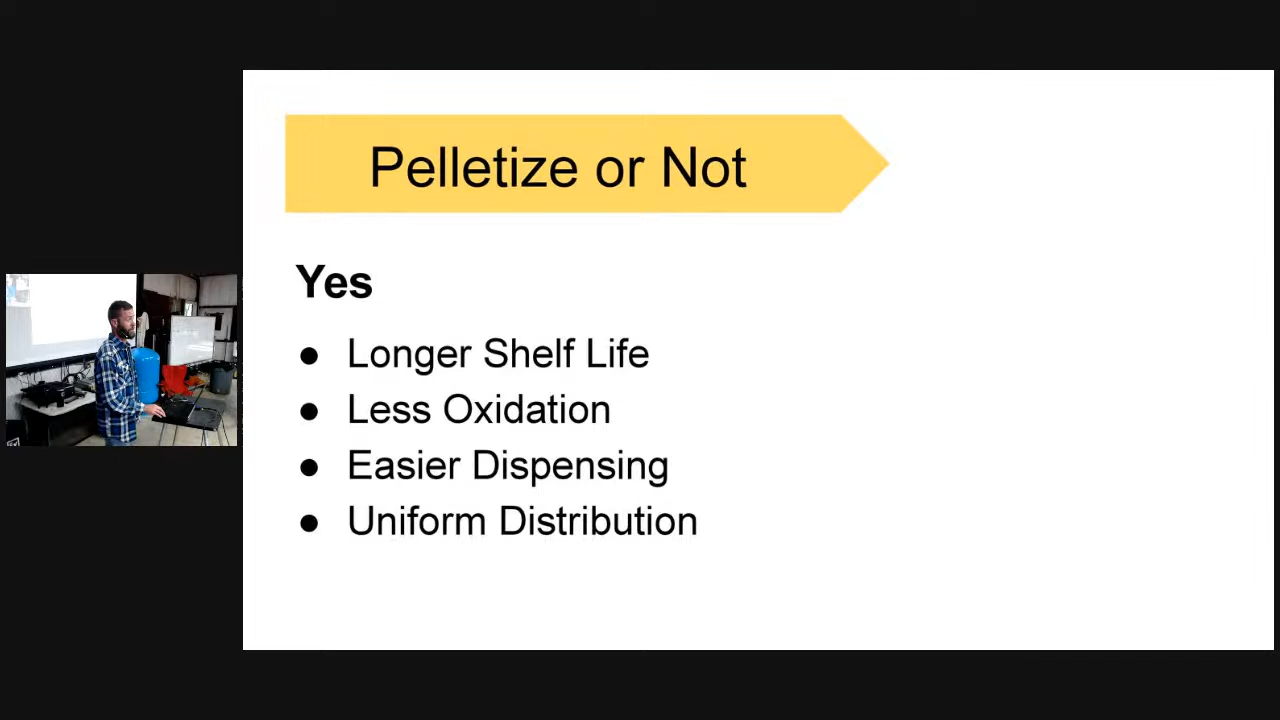 Pelletize or Not
Yes
● Longer Shelf Life
● Less Oxidation
● Easier Dispensing
● Uniform Distribution